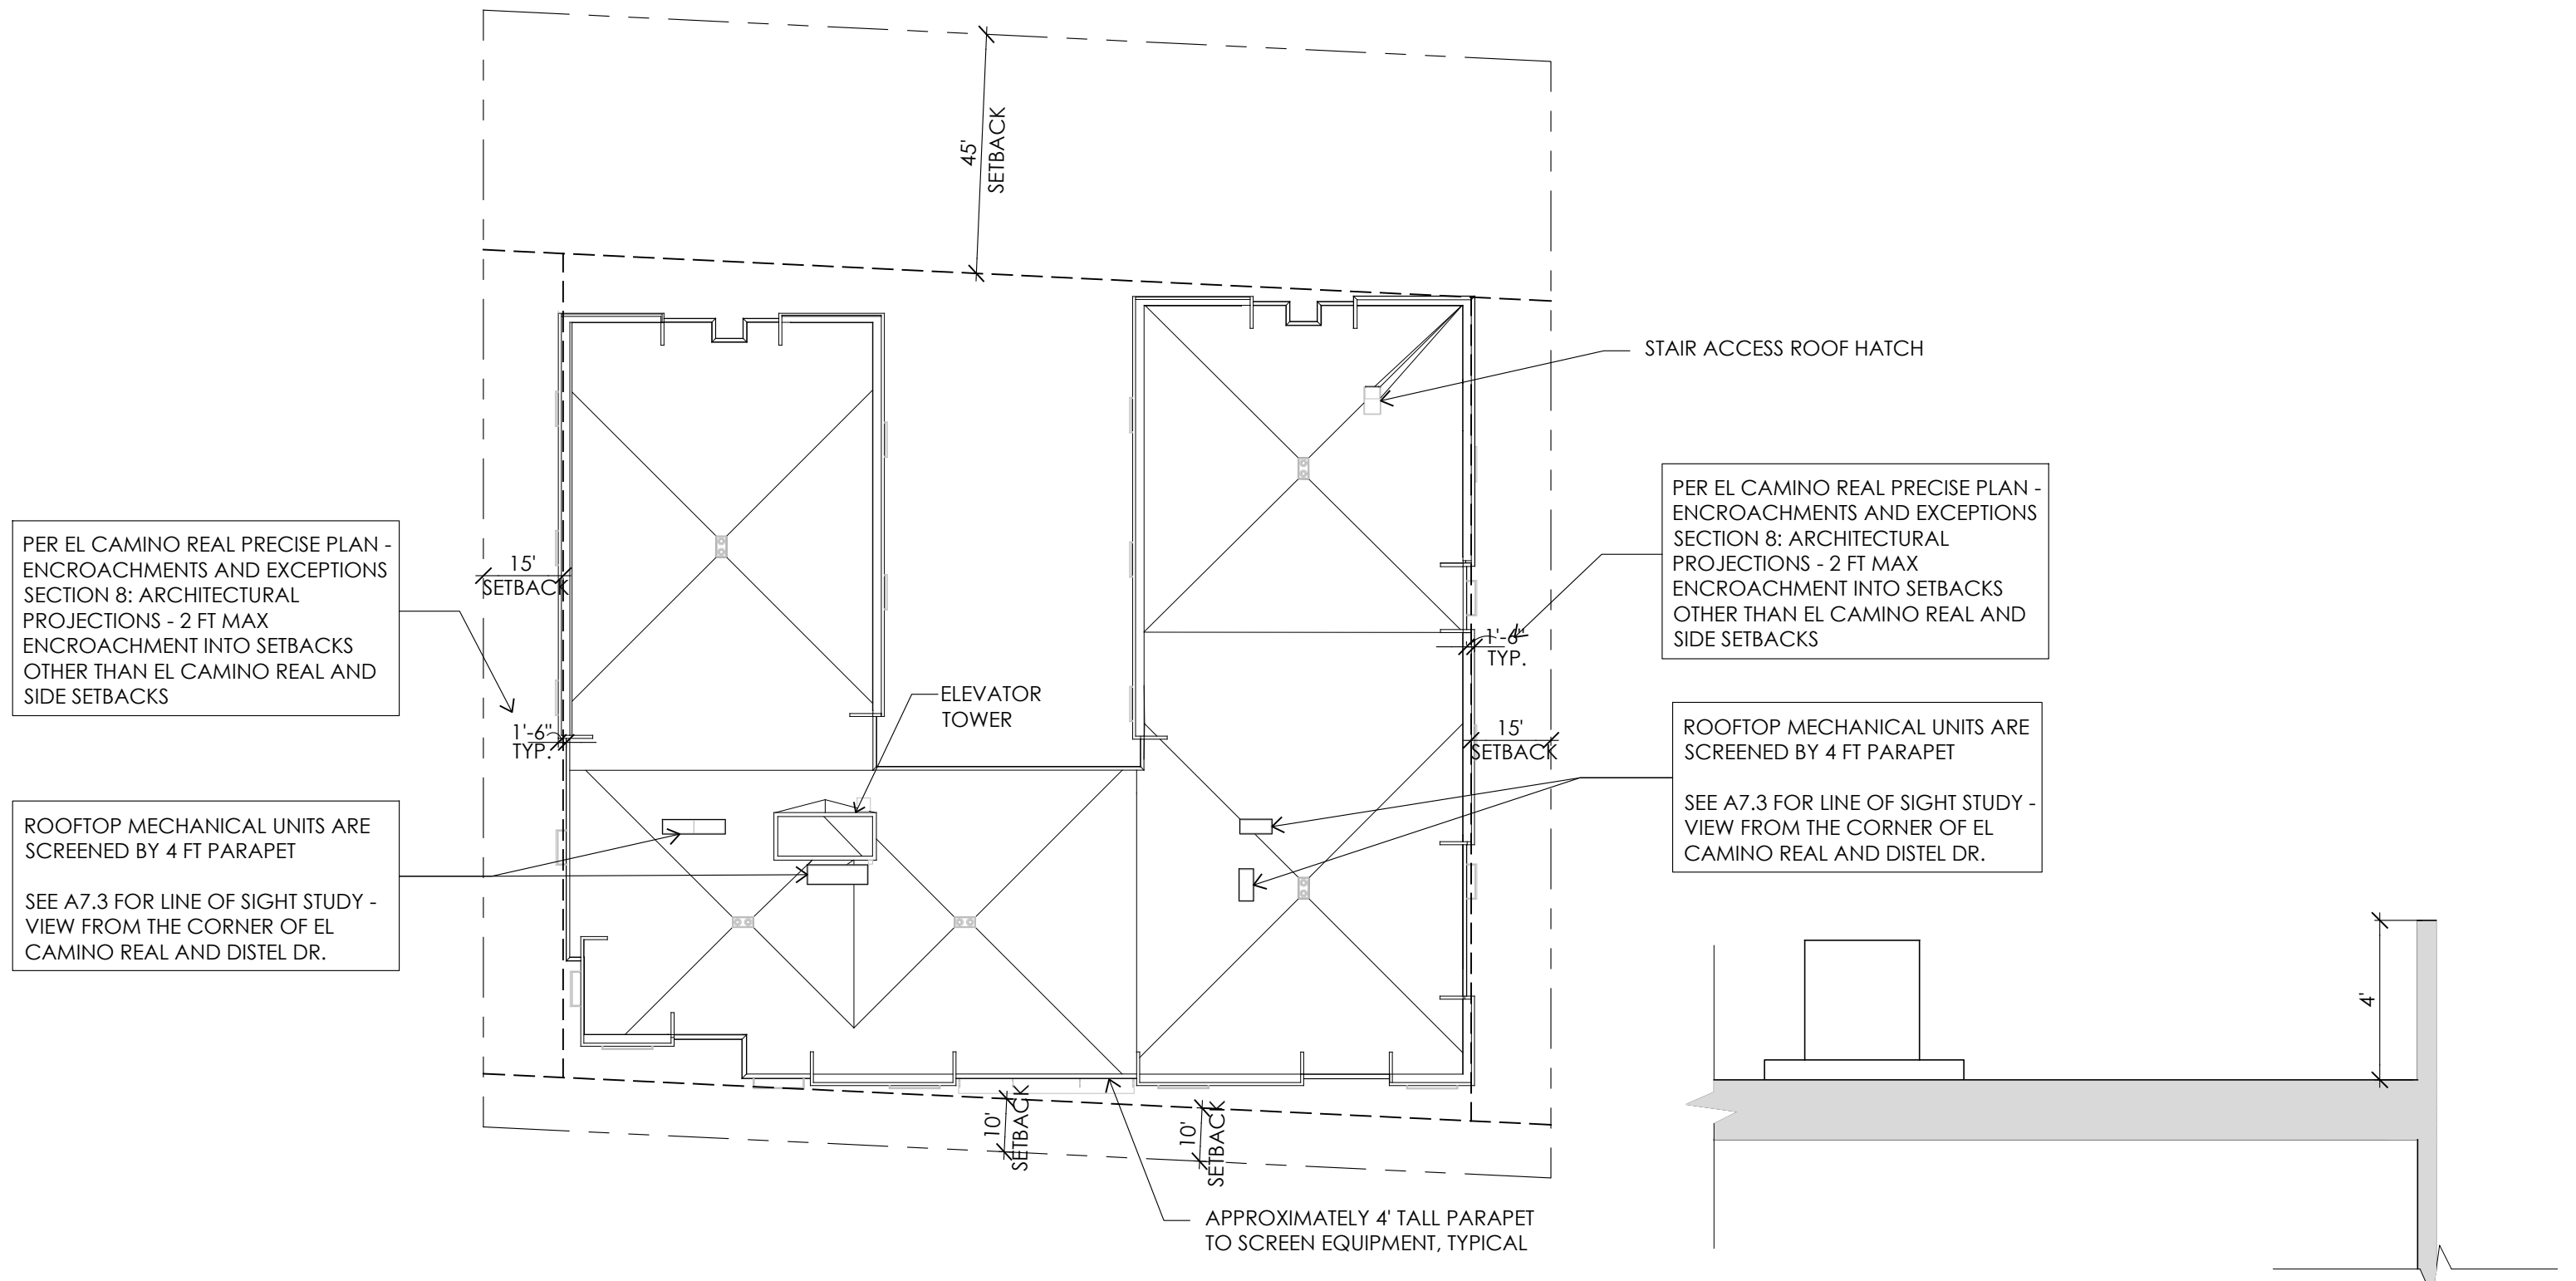 45'
SETBACK
STAIR ACCESS ROOF HATCH
PER EL CAMINO REAL PRECISE PLAN -
ENCROACHMENTS AND EXCEPTIONS
SECTION 8: ARCHITECTURAL
PROJECTIONS - 2 FT MAX
ENCROACHMENT INTO SETBACKS
OTHER THAN EL CAMINO REAL AND
SIDE SETBACKS
PER EL CAMINO REAL PRECISE PLAN -
ENCROACHMENTS AND EXCEPTIONS
SECTION 8: ARCHITECTURAL
PROJECTIONS - 2 FT MAX
ENCROACHMENT INTO SETBACKS
OTHER THAN EL CAMINO REAL AND
SIDE SETBACKS
15'
SETBACK
1'-6"
TYP.
ELEVATOR
TOWER
1'-6"
TYP.
15'
SETBACK
ROOFTOP MECHANICAL UNITS ARE
SCREENED BY 4 FT PARAPET
SEE A7.3 FOR LINE OF SIGHT STUDY -
VIEW FROM THE CORNER OF EL
CAMINO REAL AND DISTEL DR.
ROOFTOP MECHANICAL UNITS ARE
SCREENED BY 4 FT PARAPET
SEE A7.3 FOR LINE OF SIGHT STUDY -
VIEW FROM THE CORNER OF EL
CAMINO REAL AND DISTEL DR.
4'
10'
SETBACK
10'
SETBACK
APPROXIMATELY 4' TALL PARAPET
TO SCREEN EQUIPMENT, TYPICAL